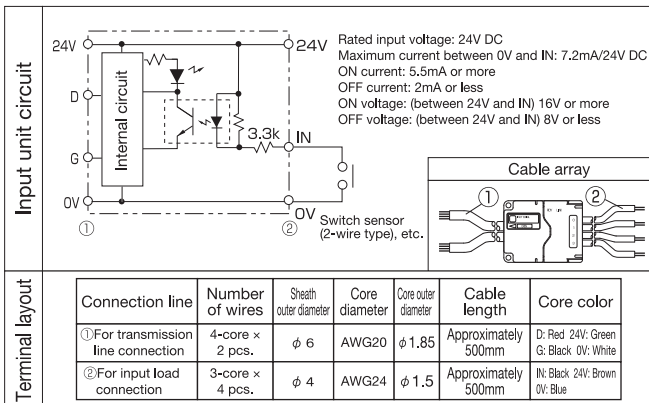 Input unit circuit
24V
D
G
0V
①
Internal circuit
3.3k
24V
IN
0V
②
Switch sensor
(2-wire type), etc.
Rated input voltage: 24V DC
Maximum current between 0V and IN: 7.2mA/24V DC
ON current: 5.5mA or more
OFF current: 2mA or less
ON voltage: (between 24V and IN) 16V or more
OFF voltage: (between 24V and IN) 8V or less
Cable array
① ②
Terminal layout
Connection line Number of wires Sheath outer diameter Core diameter Core outer diameter Cable length Core color
①For transmission line connection 4-core × 2 pcs. φ 6 AWG20 φ 1.85 Approximately 500mm D: Red 24V: Green G: Black 0V: White
②For input load connection 3-core × 4 pcs. φ 4 AWG24 φ 1.5 Approximately 500mm IN: Black 24V: Brown 0V: Blue